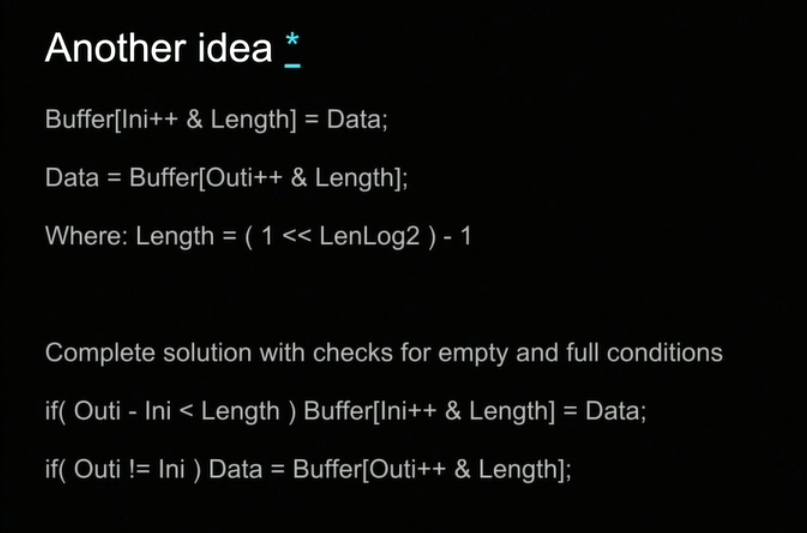 Another idea *
Buffer[Ini++ & Length] = Data;
Data = Buffer[Outi++ & Length];
Where: Length = ( 1 << LenLog2 ) - 1
Complete solution with checks for empty and full conditions
if( Outi - Ini < Length ) Buffer[Ini++ & Length] = Data;
if( Outi != Ini ) Data = Buffer[Outi++ & Length];